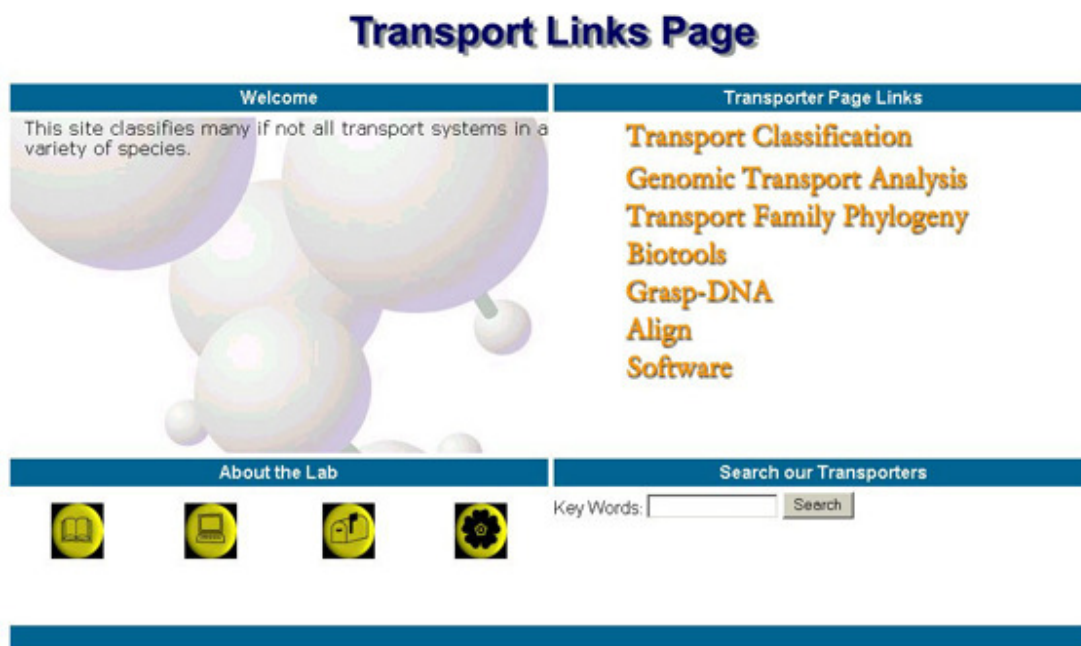 Transport Links Page
Welcome
This site classifies many if not all transport systems in a
variety of species.
Transporter Page Links
Transport Classification
Genomic Transport Analysis
Transport Family Phylogeny
Biotools
Grasp-DNA
Align
Software
About the Lab
Search our Transporters
Key Words: Search